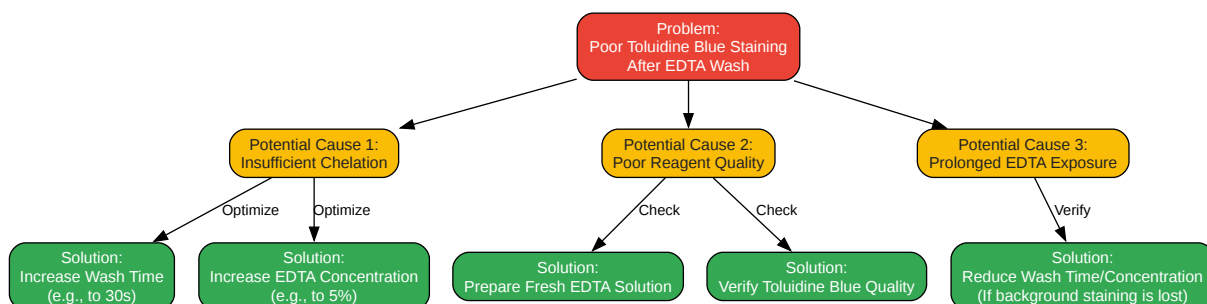 Problem:
Poor Toluidine Blue Staining
After EDTA Wash
Potential Cause 1:
Insufficient Chelation
Potential Cause 2:
Poor Reagent Quality
Potential Cause 3:
Prolonged EDTA Exposure
Optimize
Optimize
Check
Check
Verify
Solution:
Increase Wash Time
(e.g., to 30s)
Solution:
Increase EDTA Concentration
(e.g., to 5%)
Solution:
Prepare Fresh EDTA Solution
Solution:
Verify Toluidine Blue Quality
Solution:
Reduce Wash Time/Concentration
(If background staining is lost)